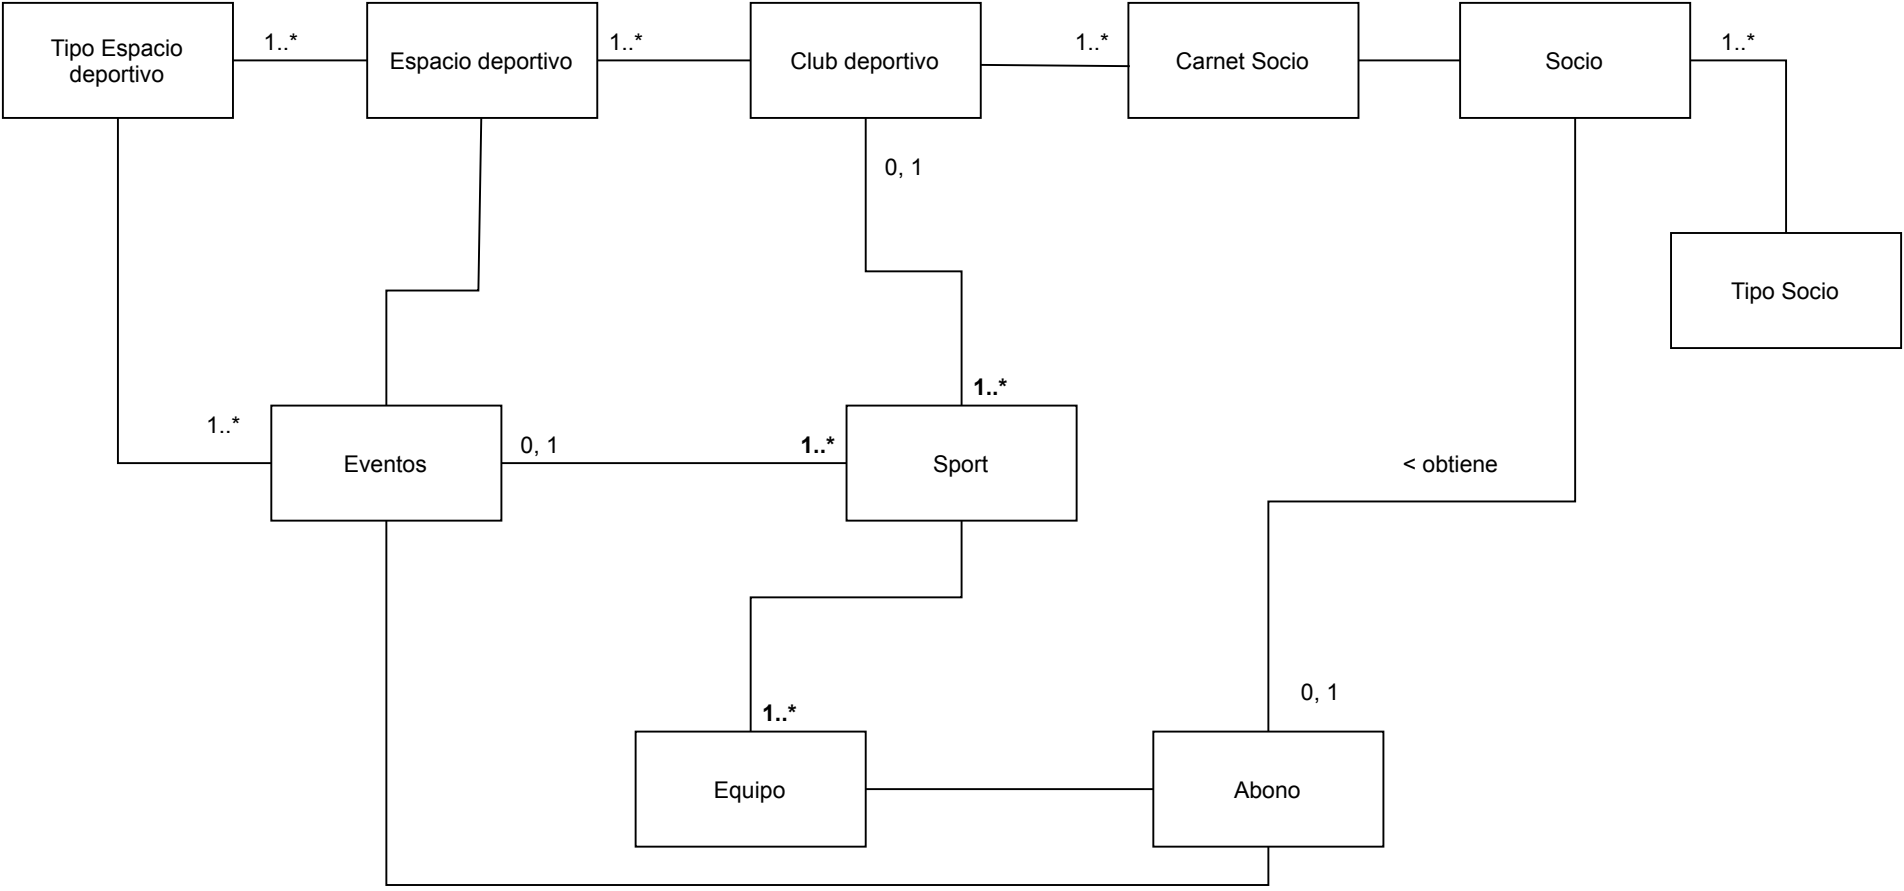 Tipo Espacio
deportivo
1..*
Espacio deportivo
1..*
Club deportivo
1..*
Carnet Socio
Socio
1..*
0, 1
Tipo Socio
1..*
1..*
Eventos
0, 1
1..*
Sport
< obtiene
0, 1
1..*
Equipo
Abono